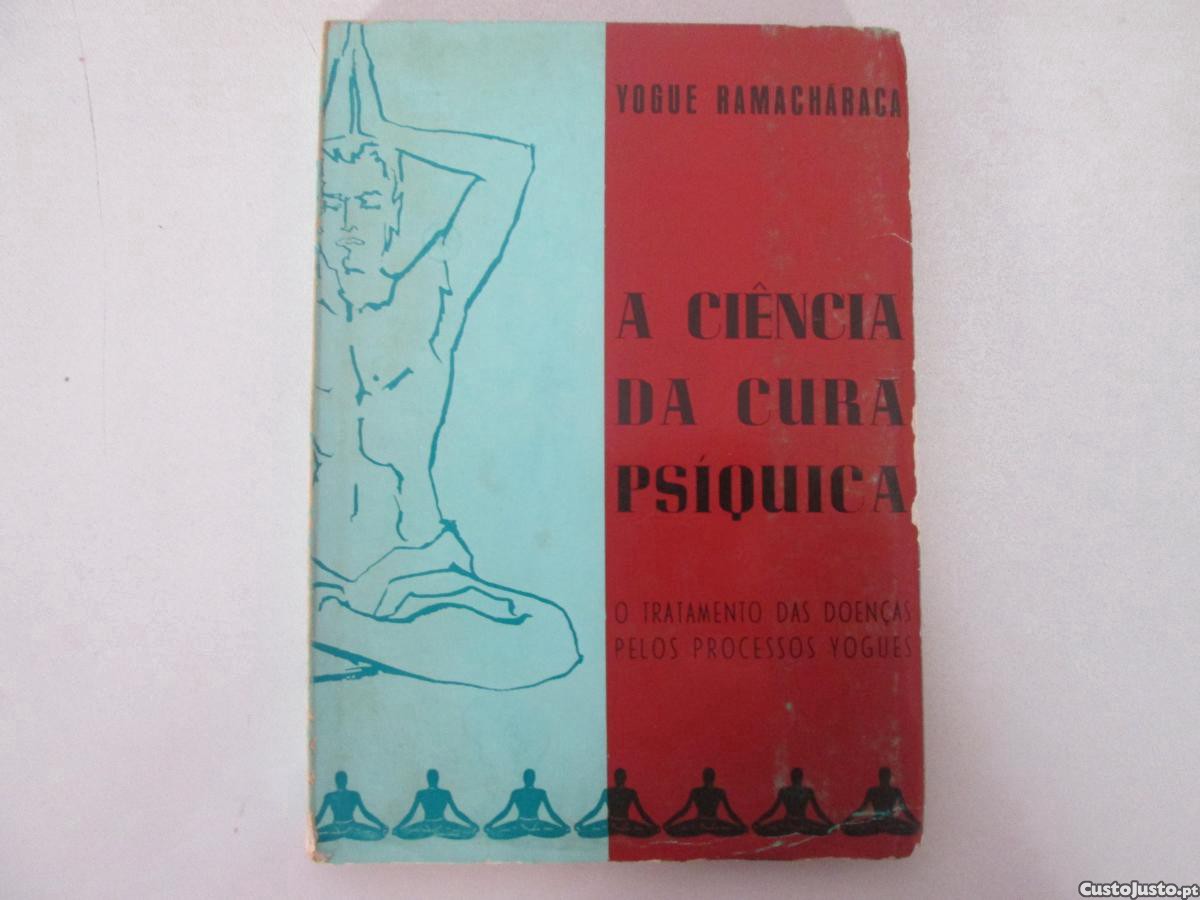 YOGUE RAMACHÁRACA
A CIÊNCIA
DA CURA
PSÍQUICA
O TRATAMENTO DAS DOENÇAS
PELOS PROCESSOS YOGUES
CustoJusto.pt